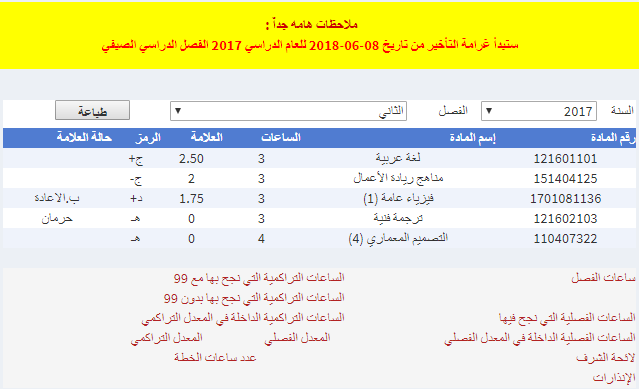 ملاحظات هامه جداً :
ستبدأ غرامة التأخير من تاريخ 08-06-2018 للعام الدراسي 2017 الفصل الدراسي الصيفي
السنة 2017 الفصل الثاني طباعة
رقم المادة إسم المادة الساعات العلامة الرمز حالة العلامة
121601101 لغة عربية 3 2.50 ج+
151404125 مناهج ريادة الأعمال 3 2 ج-
1701081136 فيزياء عامة (1) 3 1.75 د+ ب.الاعادة
121602103 ترجمة فنية 3 0 هـ حرمان
110407322 التصميم المعماري (4) 4 0 هـ
ساعات الفصل الساعات التراكمية التي نجح بها مع 99
الساعات التراكمية التي نجح بها بدون 99
الساعات الفصلية التي نجح فيها الساعات التراكمية الداخلة في المعدل التراكمي
الساعات الفصلية الداخلة في المعدل الفصلي المعدل الفصلي المعدل التراكمي
لائحة الشرف عدد ساعات الخطة
الإنذارات